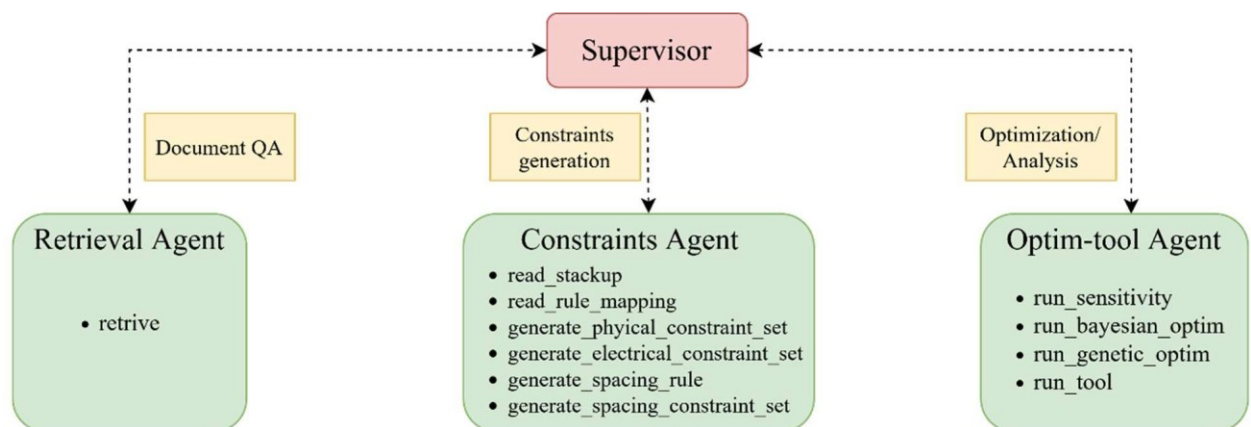 Supervisor
Document QA
Constraints
generation
Optimization/
Analysis
Retrieval Agent
• retrive
Constraints Agent
• read_stackup
• read_rule_mapping
• generate_phyical_constraint_set
• generate_electrical_constraint_set
• generate_spacing_rule
• generate_spacing_constraint_set
Optim-tool Agent
• run_sensitivity
• run_bayesian_optim
• run_genetic_optim
• run_tool